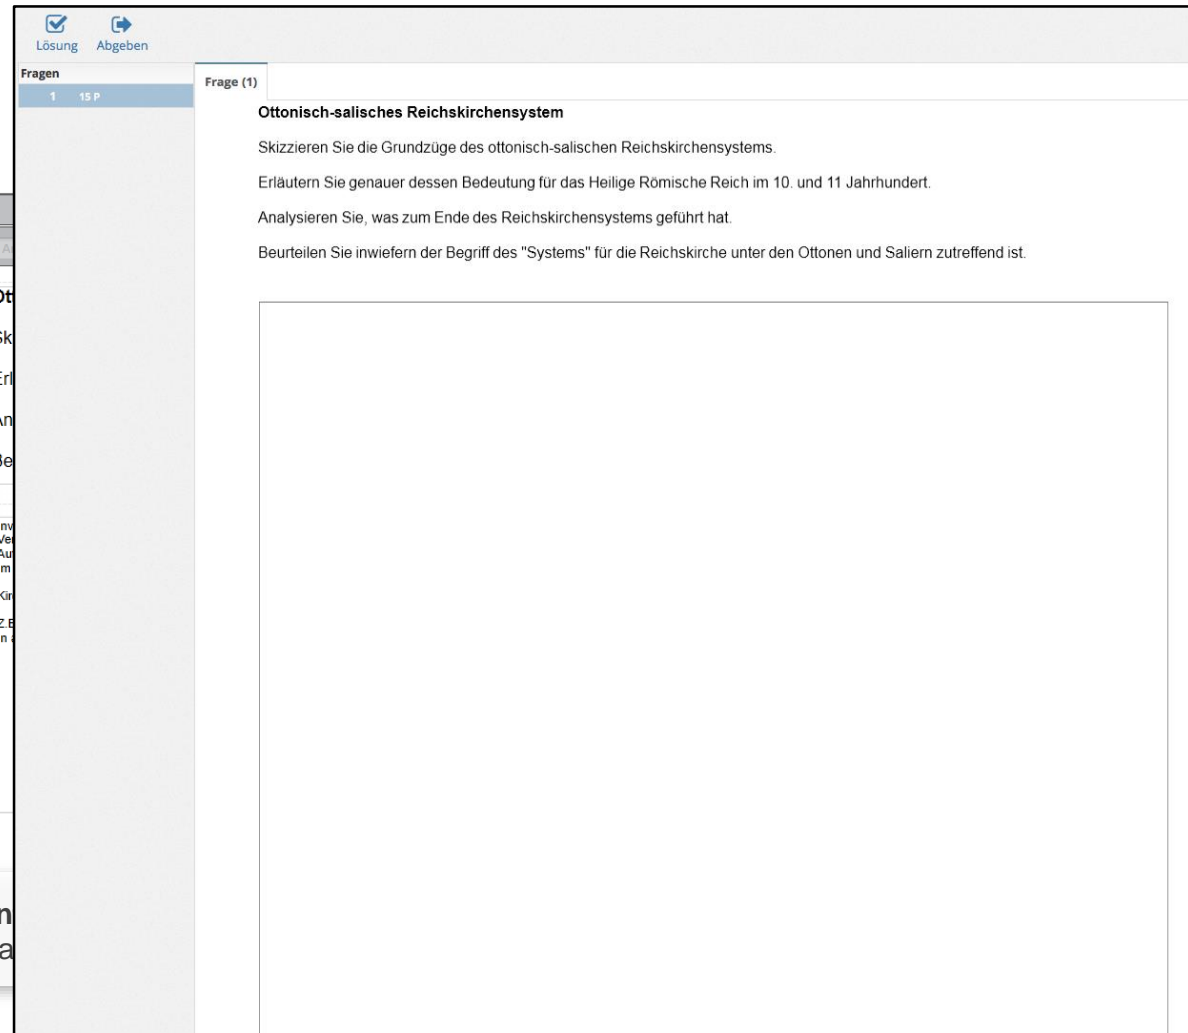 Lösung Abgeben
Fragen
1 15 P
Frage (1)
Ottonisch-salisches Reichskirchensystem
Skizzieren Sie die Grundzüge des ottonisch-salischen Reichskirchensystems.
Erläutern Sie genauer dessen Bedeutung für das Heilige Römische Reich im 10. und 11 Jahrhundert.
Analysieren Sie, was zum Ende des Reichskirchensystems geführt hat.
Beurteilen Sie inwiefern der Begriff des "Systems" für die Reichskirche unter den Ottonen und Saliern zutreffend ist.